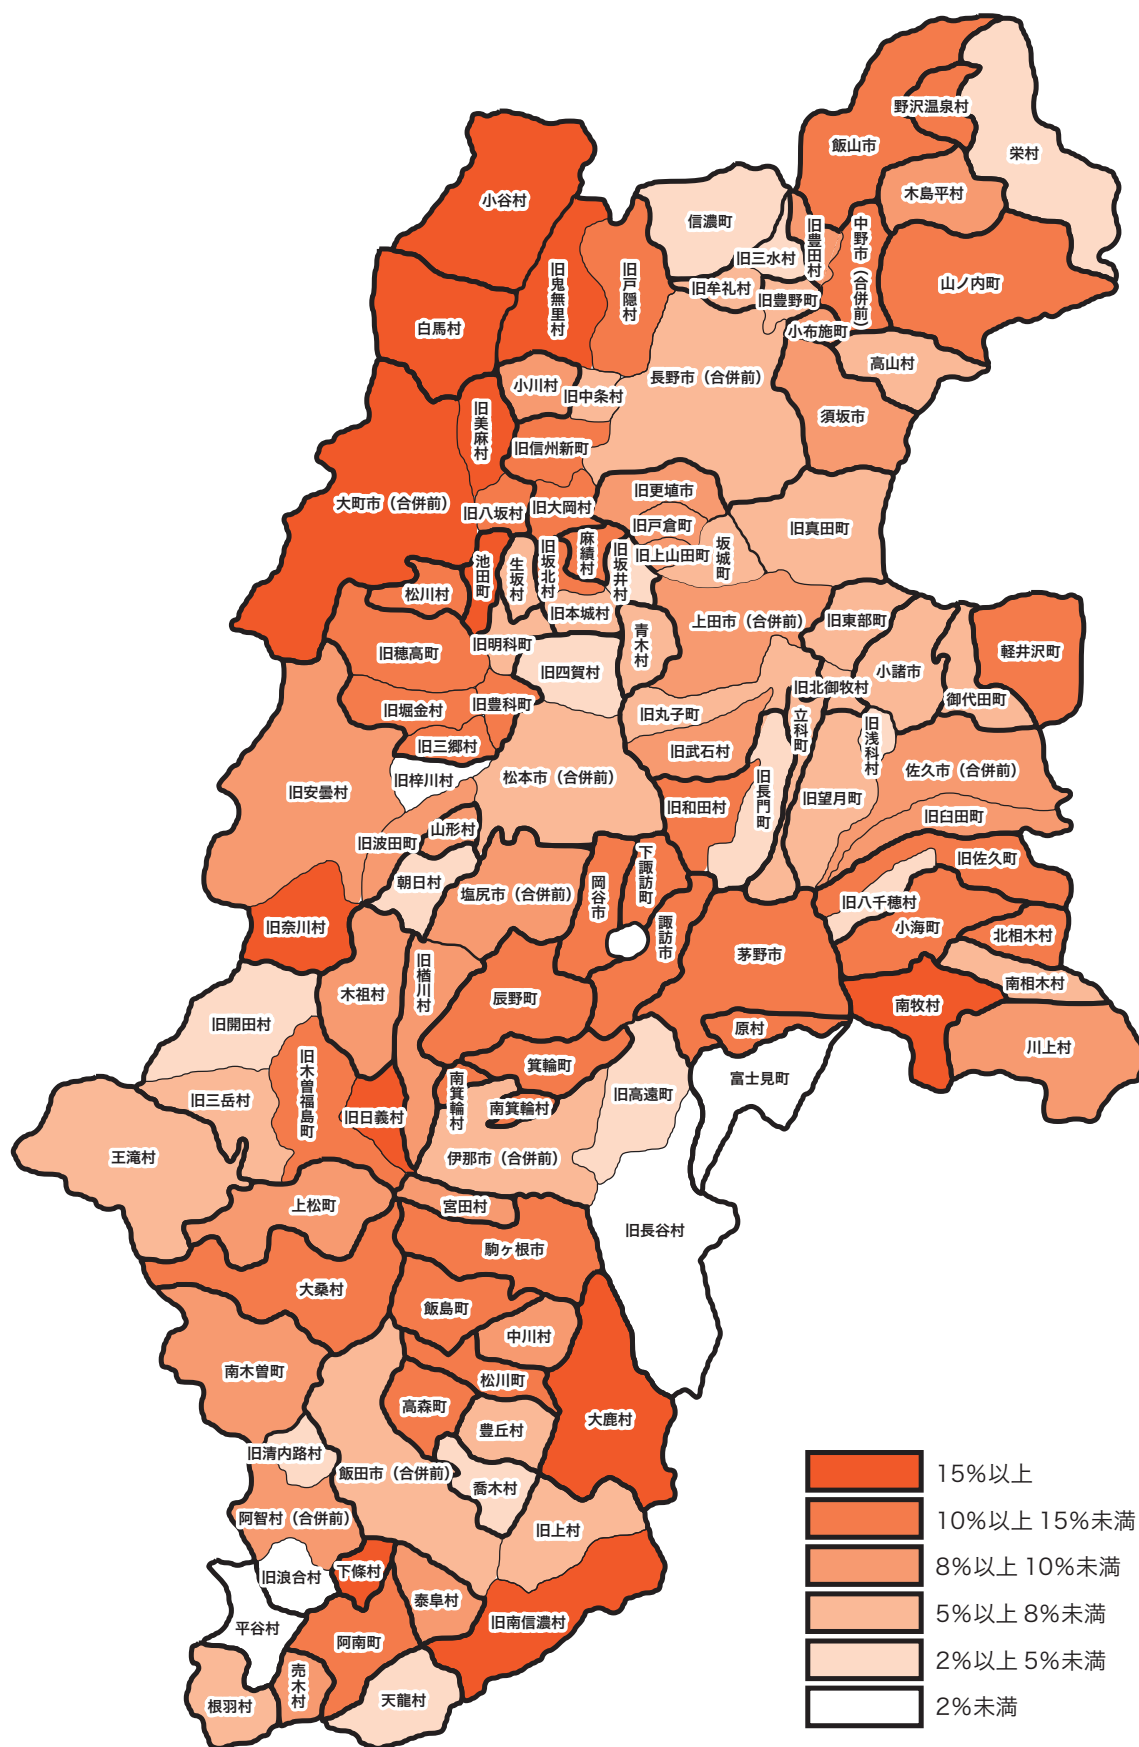 野沢温泉村
飯山市
栄村
木島平村
小谷村
信濃町
旧豊田村
中野市（合併前）
旧三水村
旧鬼無里村
旧戸隠村
山ノ内町
旧牟礼村
旧豊野町
白馬村
小布施町
高山村
長野市（合併前）
小川村
旧中条村
須坂市
旧美麻村
旧信州新町
旧更埴市
大町市（合併前）
旧八坂村
旧大岡村
旧戸倉町
旧真田町
麻績村
旧上山田町
坂城町
池田町
生坂村
旧坂北村
旧坂井村
松川村
旧本城村
上田市（合併前）
旧東部町
青木村
旧明科町
旧穂高町
旧四賀村
小諸市
軽井沢町
旧北御牧村
御代田町
旧堀金村
旧豊科町
旧丸子町
立科町
旧浅科村
旧三郷村
旧武石村
佐久市（合併前）
旧梓川村
松本市（合併前）
旧安曇村
旧長門町
旧望月町
旧和田村
旧臼田町
山形村
旧波田町
旧佐久町
下諏訪町
朝日村
塩尻市（合併前）
岡谷市
旧八千穂村
小海町
旧奈川村
諏訪市
北相木村
茅野市
旧楢川村
南相木村
木祖村
辰野町
南牧村
旧開田村
原村
川上村
箕輪町
富士見町
旧木曽福島町
南箕輪村
旧高遠町
旧三岳村
南箕輪村
旧日義村
王滝村
伊那市（合併前）
上松町
宮田村
旧長谷村
駒ヶ根市
大桑村
飯島町
中川村
南木曽町
松川町
高森町
大鹿村
豊丘村
旧清内路村
飯田市（合併前）
喬木村
阿智村（合併前）
旧上村
旧浪合村
下條村
泰阜村
旧南信濃村
平谷村
阿南町
売木村
根羽村
天龍村
15%以上
10%以上 15%未満
8%以上 10%未満
5%以上 8%未満
2%以上 5%未満
2%未満